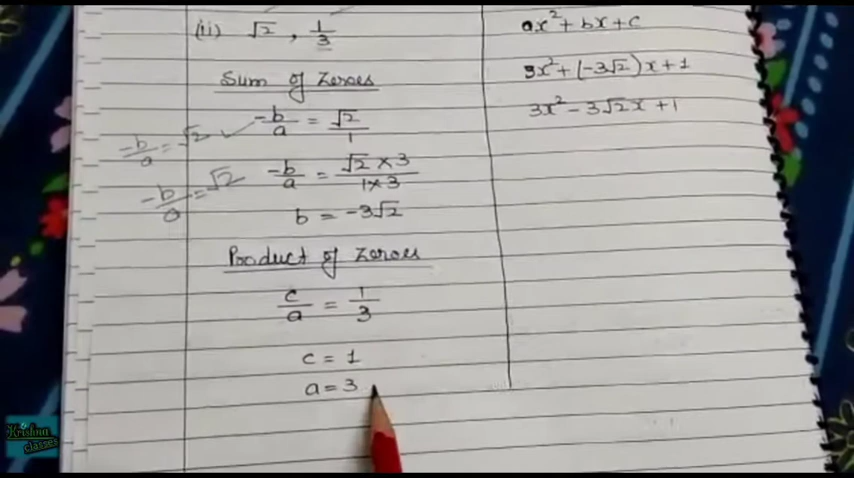 (ii) √2 , 1/3
Sum of Zeroes
-b/a = √2/1
-b/a = √2 ✓
-b/a = √2×3/1×3
-b/a = √2
b = -3√2
Product of Zeroes
c/a = 1/3
c = 1
a = 3
ax² + bx + c
3x² + (-3√2)x + 1
3x² - 3√2x + 1
Krishna
classes